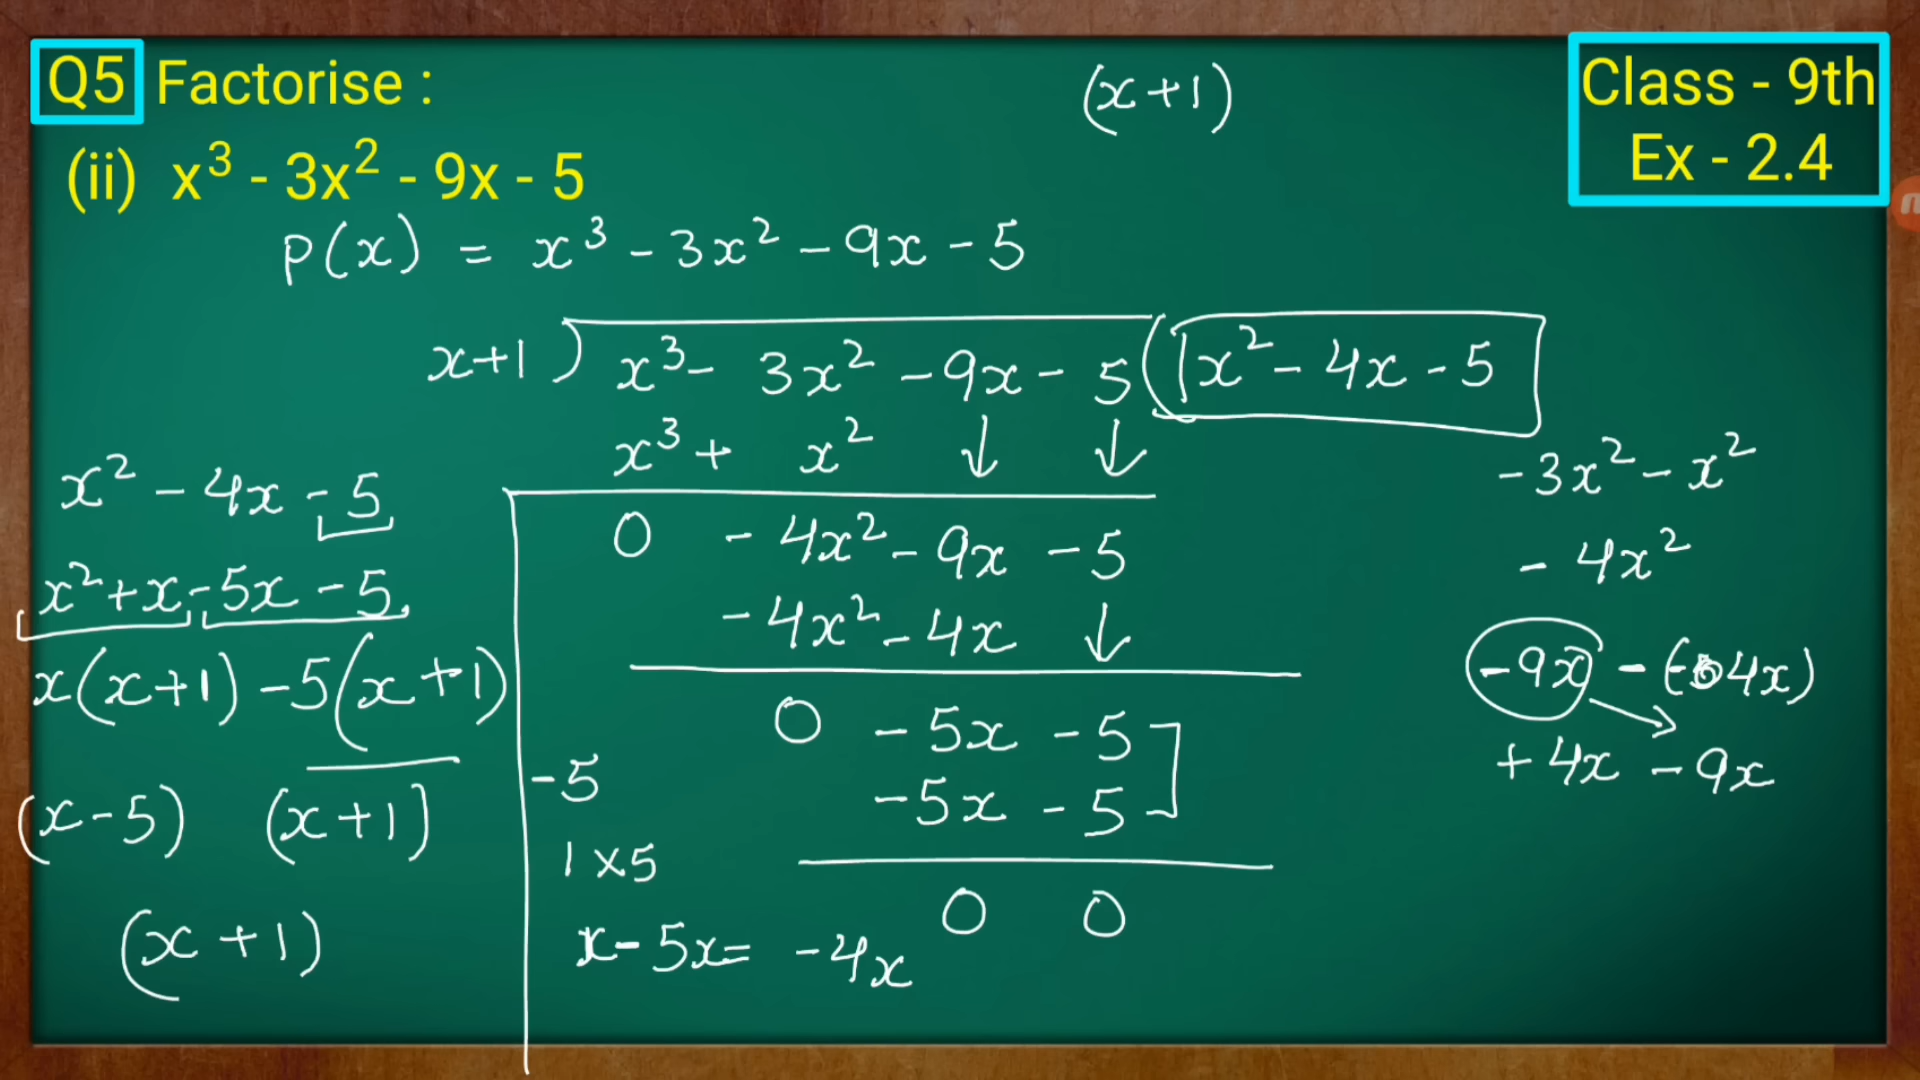 Q5 Factorise :
(x+1)
Class - 9th
Ex - 2.4
(ii) x³ - 3x² - 9x - 5
p(x) = x³ - 3x² - 9x - 5
x+1 ) x³ - 3x² - 9x - 5 ( x² - 4x - 5
x³ + x² ↓ ↓
0 - 4x² - 9x - 5
- 4x² - 4x ↓
0 - 5x - 5
- 5x - 5
0 0
x² - 4x - 5
x² + x - 5x - 5
x(x+1) - 5(x+1)
(x-5) (x+1)
(x+1)
-5
1 x 5
x - 5x = -4x
-3x² - x²
- 4x²
-9x - (-4x)
+ 4x - 9x